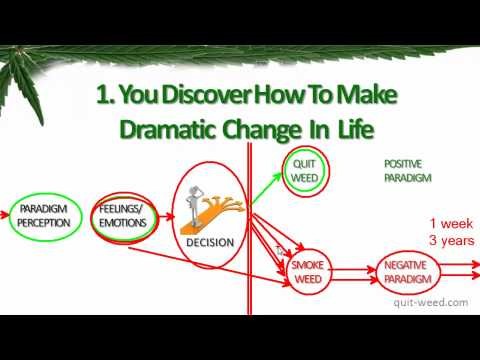 1. You Discover How To Make
Dramatic Change In Life
QUIT
WEED
POSITIVE
PARADIGM
PARADIGM
PERCEPTION
FEELINGS/
EMOTIONS
DECISION
1 week
3 years
SMOKE
WEED
NEGATIVE
PARADIGM
quit-weed.com